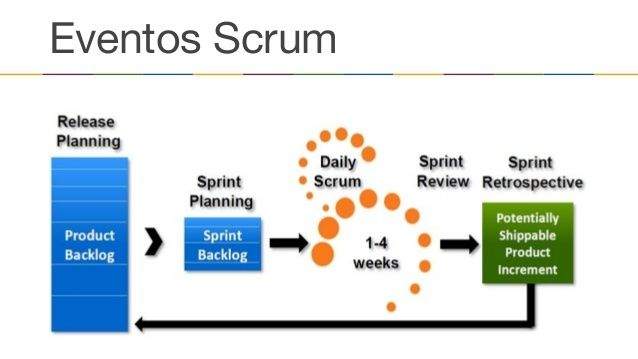 Eventos Scrum
Release
Planning
Product
Backlog
Sprint
Planning
Sprint
Backlog
Daily
Scrum
1-4
weeks
Sprint
Review
Sprint
Retrospective
Potentially
Shippable
Product
Increment